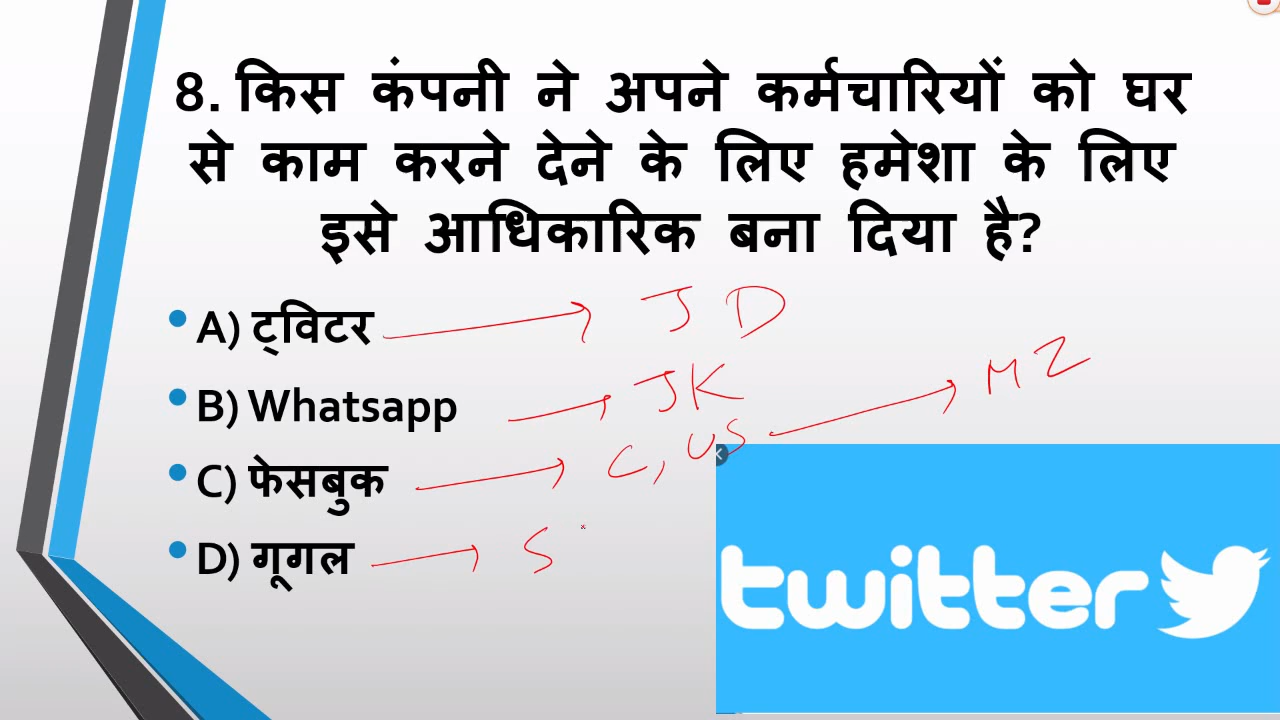 8. किस कंपनी ने अपने कर्मचारियों को घर
से काम करने देने के लिए हमेशा के लिए
इसे आधिकारिक बना दिया है?
A) ट्विटर
J D
B) Whatsapp
JK
MZ
C) फेसबुक
C, US
D) गूगल
S
twitter